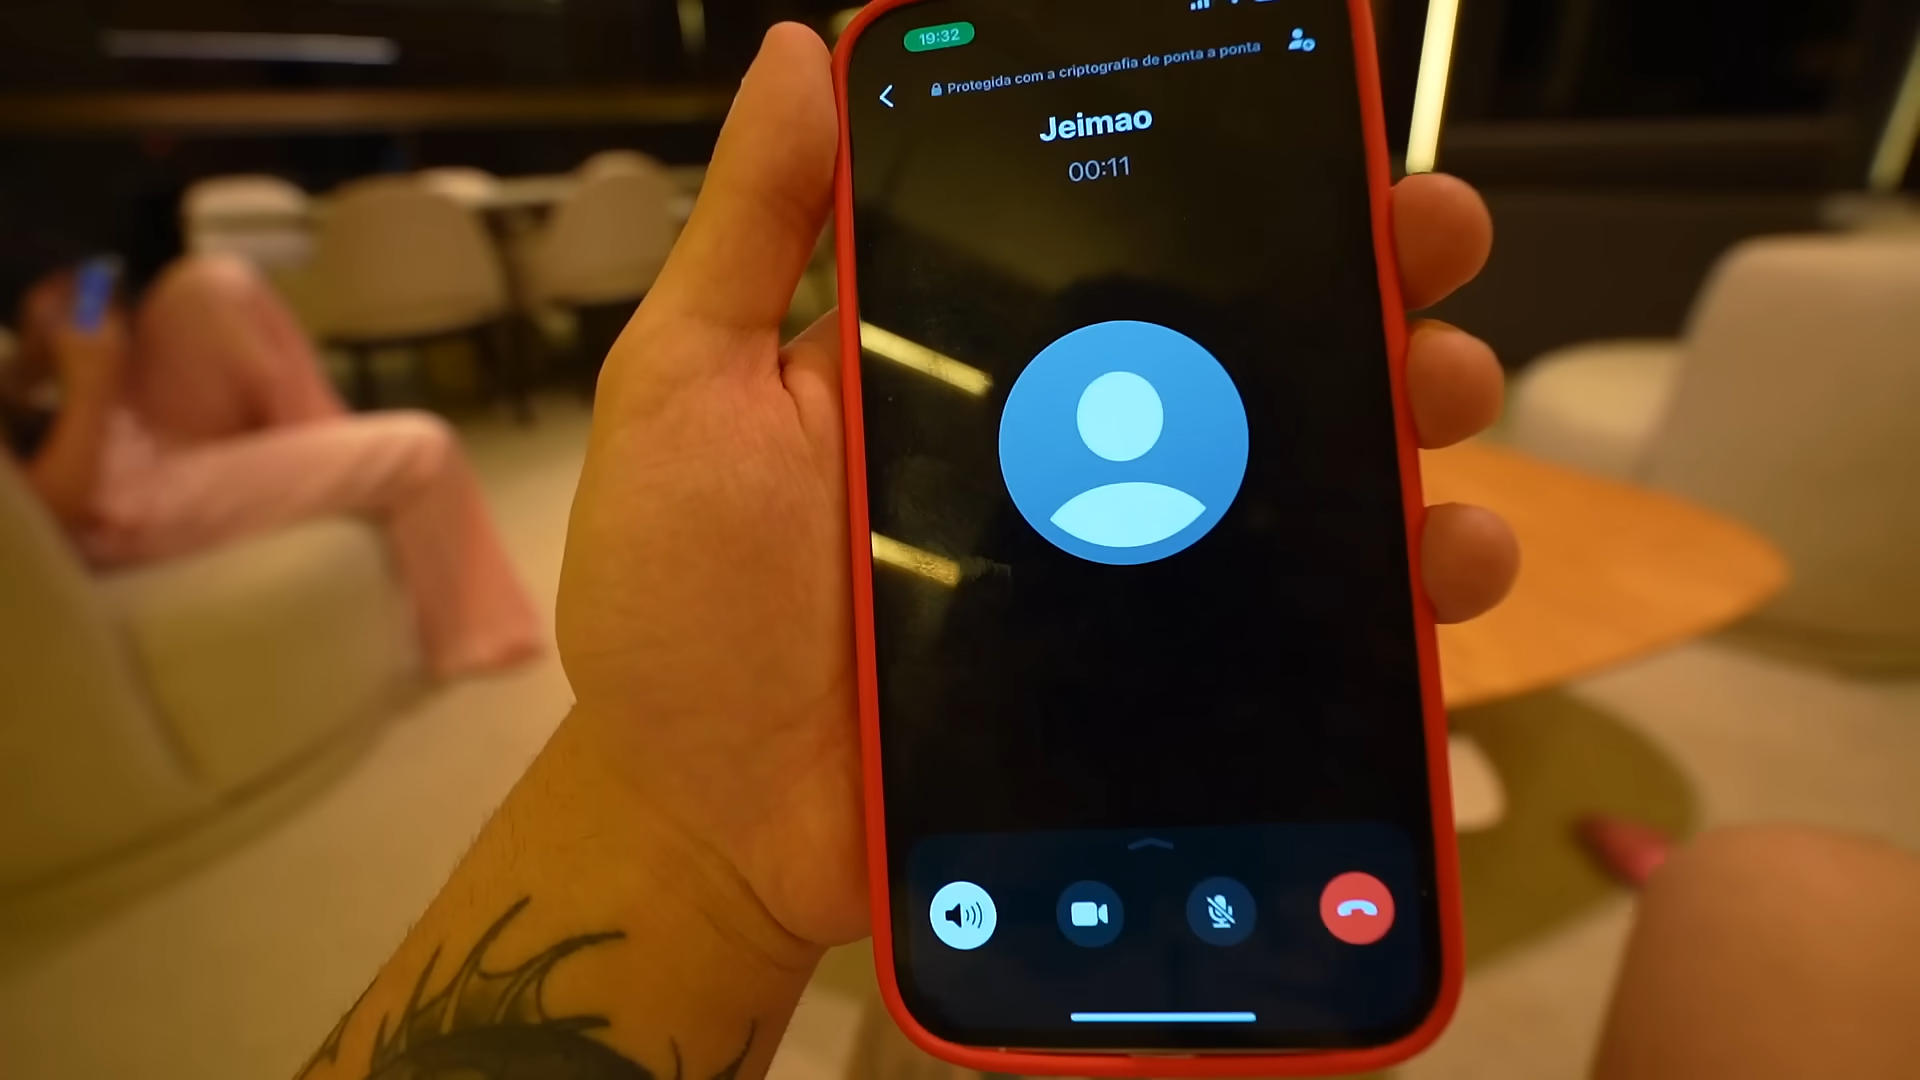 19:32
Protegida com a criptografia de ponta a ponta
Jeimao
00:11